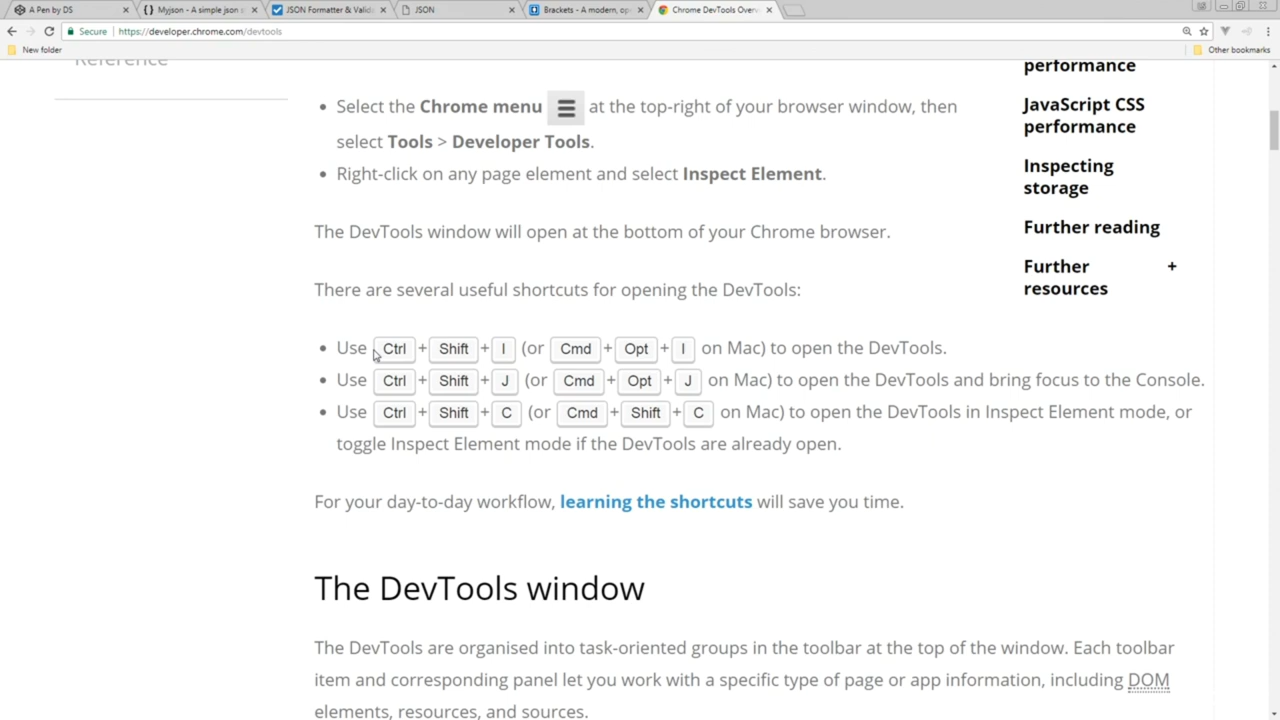 A Pen by DS
Myjson - A simple json s
JSON Formatter & Valid
JSON
Brackets - A modern, op
Chrome DevTools Over
Secure
https://developer.chrome.com/devtools
New folder
Other bookmarks
Reference
Select the Chrome menu at the top-right of your browser window, then
select Tools > Developer Tools.
Right-click on any page element and select Inspect Element.
The DevTools window will open at the bottom of your Chrome browser.
There are several useful shortcuts for opening the DevTools:
Use Ctrl + Shift + I (or Cmd + Opt + I on Mac) to open the DevTools.
Use Ctrl + Shift + J (or Cmd + Opt + J on Mac) to open the DevTools and bring focus to the Console.
Use Ctrl + Shift + C (or Cmd + Shift + C on Mac) to open the DevTools in Inspect Element mode, or
toggle Inspect Element mode if the DevTools are already open.
For your day-to-day workflow, learning the shortcuts will save you time.
The DevTools window
The DevTools are organised into task-oriented groups in the toolbar at the top of the window. Each toolbar
item and corresponding panel let you work with a specific type of page or app information, including DOM
elements, resources, and sources.
performance
JavaScript CSS
performance
Inspecting
storage
Further reading
Further +
resources